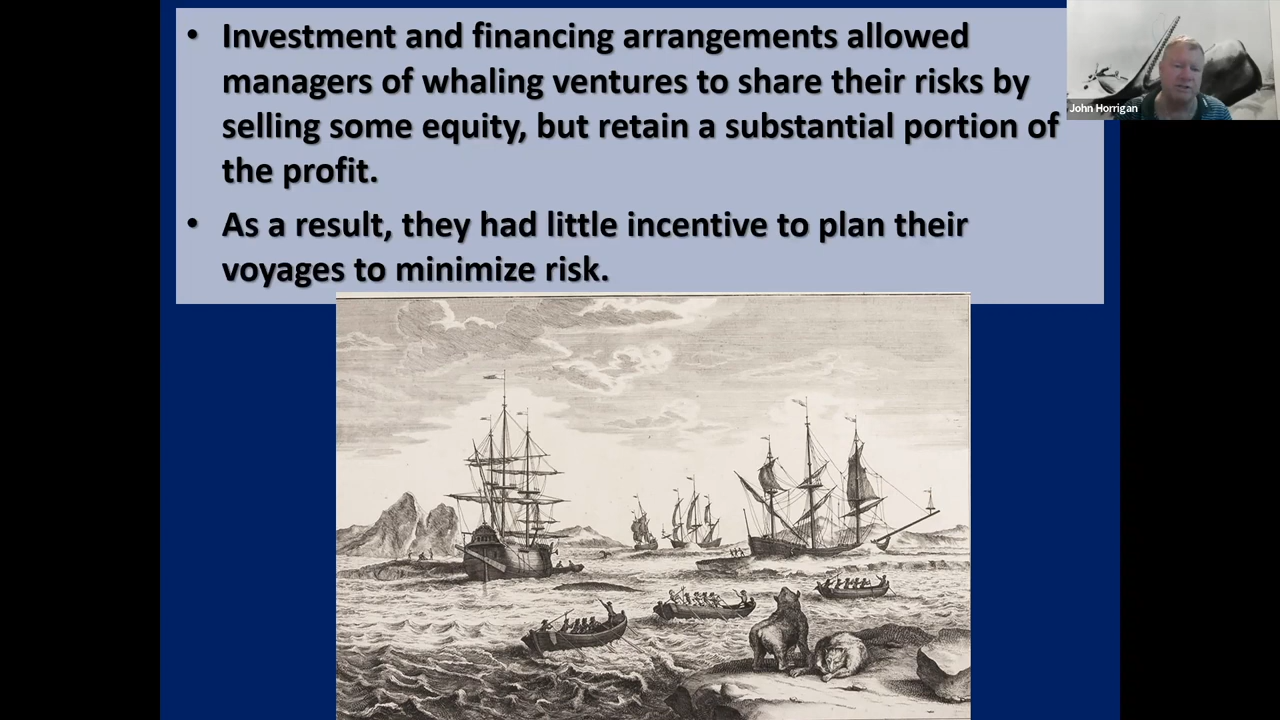 • Investment and financing arrangements allowed
managers of whaling ventures to share their risks by
selling some equity, but retain a substantial portion of
the profit.
• As a result, they had little incentive to plan their
voyages to minimize risk.
John Horrigan